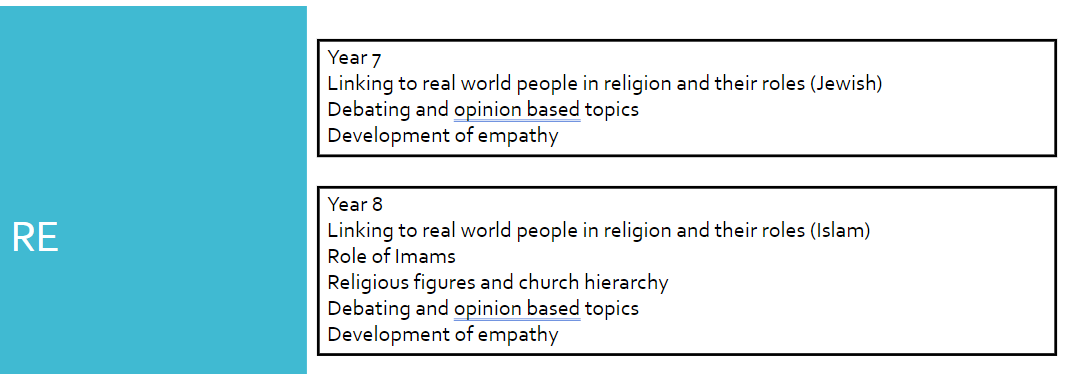 RE
Year 7
Linking to real world people in religion and their roles (Jewish)
Debating and opinion based topics
Development of empathy
Year 8
Linking to real world people in religion and their roles (Islam)
Role of Imams
Religious figures and church hierarchy
Debating and opinion based topics
Development of empathy